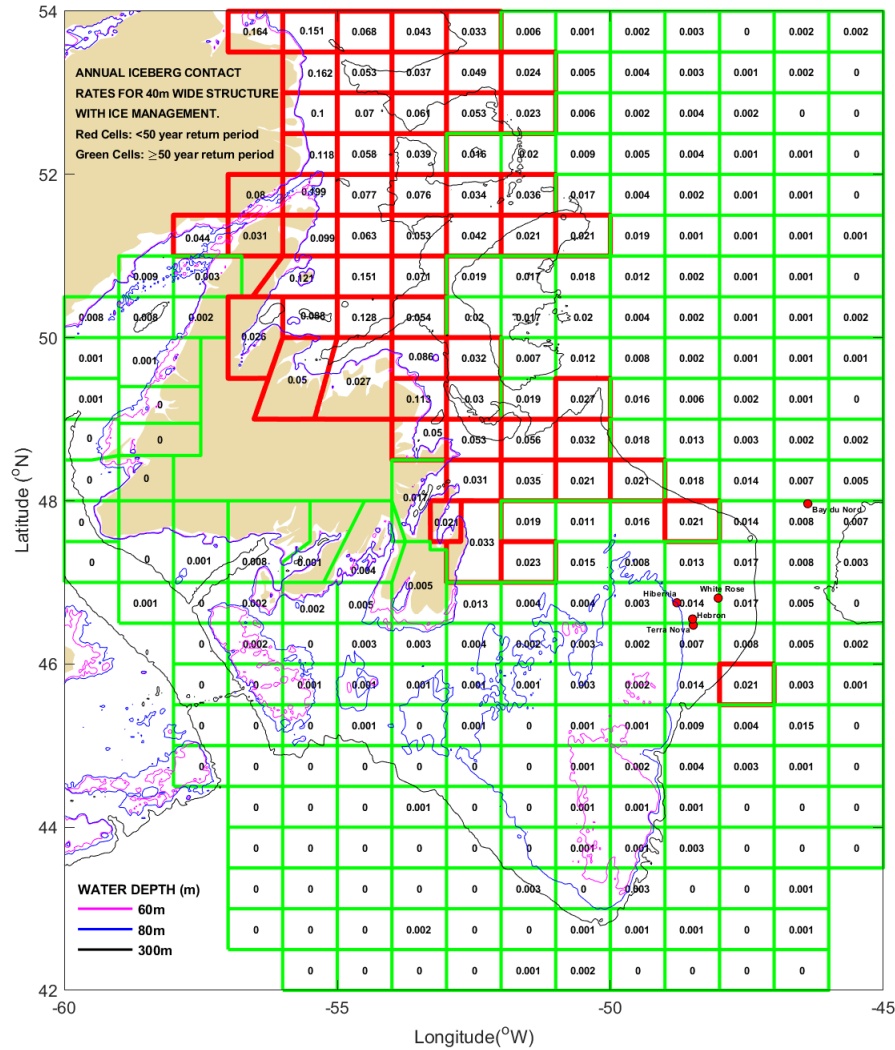 54
52
50
48
46
44
42
-60
-55
-50
-45
Latitude (°N)
Longitude(°W)
ANNUAL ICEBERG CONTACT
RATES FOR 40m WIDE STRUCTURE
WITH ICE MANAGEMENT.
Red Cells: <50 year return period
Green Cells: ≥50 year return period
0.164 0.151 0.068 0.043 0.033 0.006 0.001 0.002 0.003 0 0.002 0.002
0.162 0.053 0.037 0.049 0.024 0.005 0.004 0.003 0.001 0.002 0
0.1 0.07 0.061 0.053 0.023 0.006 0.002 0.004 0.002 0 0
0.118 0.058 0.039 0.016 0.02 0.009 0.005 0.004 0.001 0.001 0
0.08 0.199 0.077 0.076 0.034 0.036 0.017 0.004 0.002 0.001 0.001 0
0.044 0.031 0.099 0.063 0.053 0.042 0.021 0.021 0.019 0.001 0.001 0.001 0.001
0.009 0.003 0.121 0.151 0.071 0.019 0.017 0.018 0.012 0.002 0.001 0.001 0
0.008 0.008 0.002 0.088 0.128 0.054 0.02 0.017 0.02 0.004 0.002 0.001 0.001 0.002
0.026
0.001 0.001 0.086 0.032 0.007 0.012 0.008 0.002 0.001 0.001 0.001
0.05 0.027
0.001 0 0.113 0.03 0.019 0.027 0.016 0.006 0.002 0.001 0
0 0 0.05 0.053 0.056 0.032 0.018 0.013 0.003 0.002 0.002
0 0 0.017 0.031 0.035 0.021 0.021 0.018 0.014 0.007 0.005
Bay du Nord
0 0.021 0.033 0.019 0.011 0.016 0.021 0.014 0.008 0.007
0 0 0.001 0.008 0.001 0.004 0.005 0.023 0.015 0.008 0.013 0.017 0.008 0.003
0.001 0 0.002 0.002 0.005 0.013 0.004 0.004 0.003 0.014 0.017 0.005 0
Hibernia
White Rose
Hebron
Terra Nova
0 0.002 0.003 0.003 0.004 0.003 0.002 0.007 0.008 0.005 0.002
0 0 0.001 0.001 0.001 0.001 0.001 0.003 0.002 0.014 0.021 0.003 0.001
0 0 0 0.001 0 0.001 0 0.001 0.001 0.009 0.004 0.015 0
0 0 0 0 0 0 0 0.001 0.002 0.004 0.003 0.001 0
0 0 0 0.001 0 0 0.001 0.001 0.001 0 0 0
0 0 0 0 0 0 0.001 0.001 0.003 0 0 0
0 0 0 0 0 0.003 0 0.003 0 0 0.001
0 0 0 0.002 0 0 0.001 0.001 0.001 0 0.001
0 0 0 0 0.001 0.002 0 0 0 0
WATER DEPTH (m)
60m
80m
300m